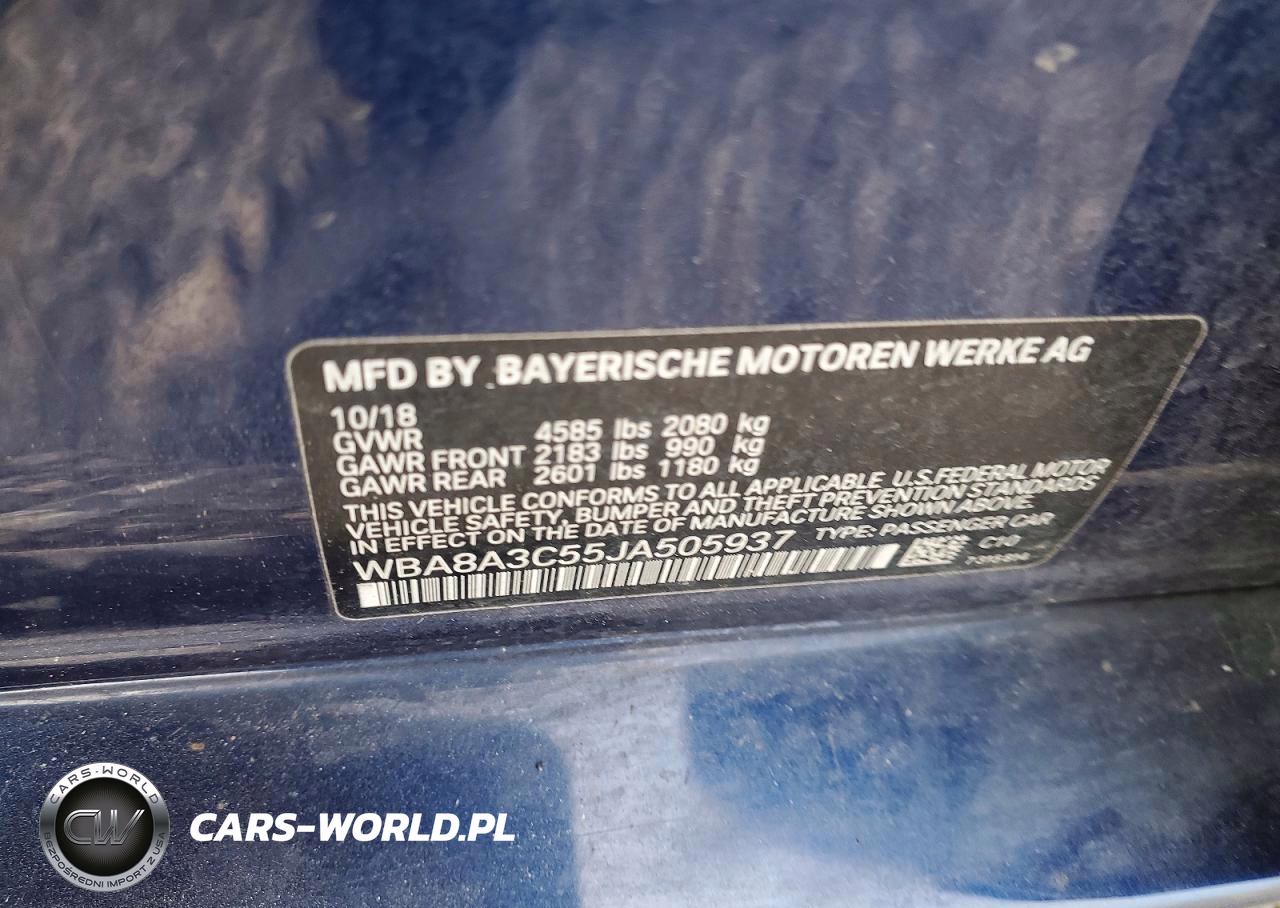 MFD BY BAYERISCHE MOTOREN WERKE AG
10/18
GVWR 4585 lbs 2080 kg
GAWR FRONT 2183 lbs 990 kg
GAWR REAR 2601 lbs 1180 kg
THIS VEHICLE CONFORMS TO ALL APPLICABLE U.S. FEDERAL MOTOR
VEHICLE SAFETY, BUMPER AND THEFT PREVENTION STANDARDS
IN EFFECT ON THE DATE OF MANUFACTURE SHOWN ABOVE.
WBA8A3C55JA505937 TYPE: PASSENGER CAR
C10
CARS-WORLD
CW
BEZPOŚREDNI IMPORT Z USA
CARS-WORLD.PL